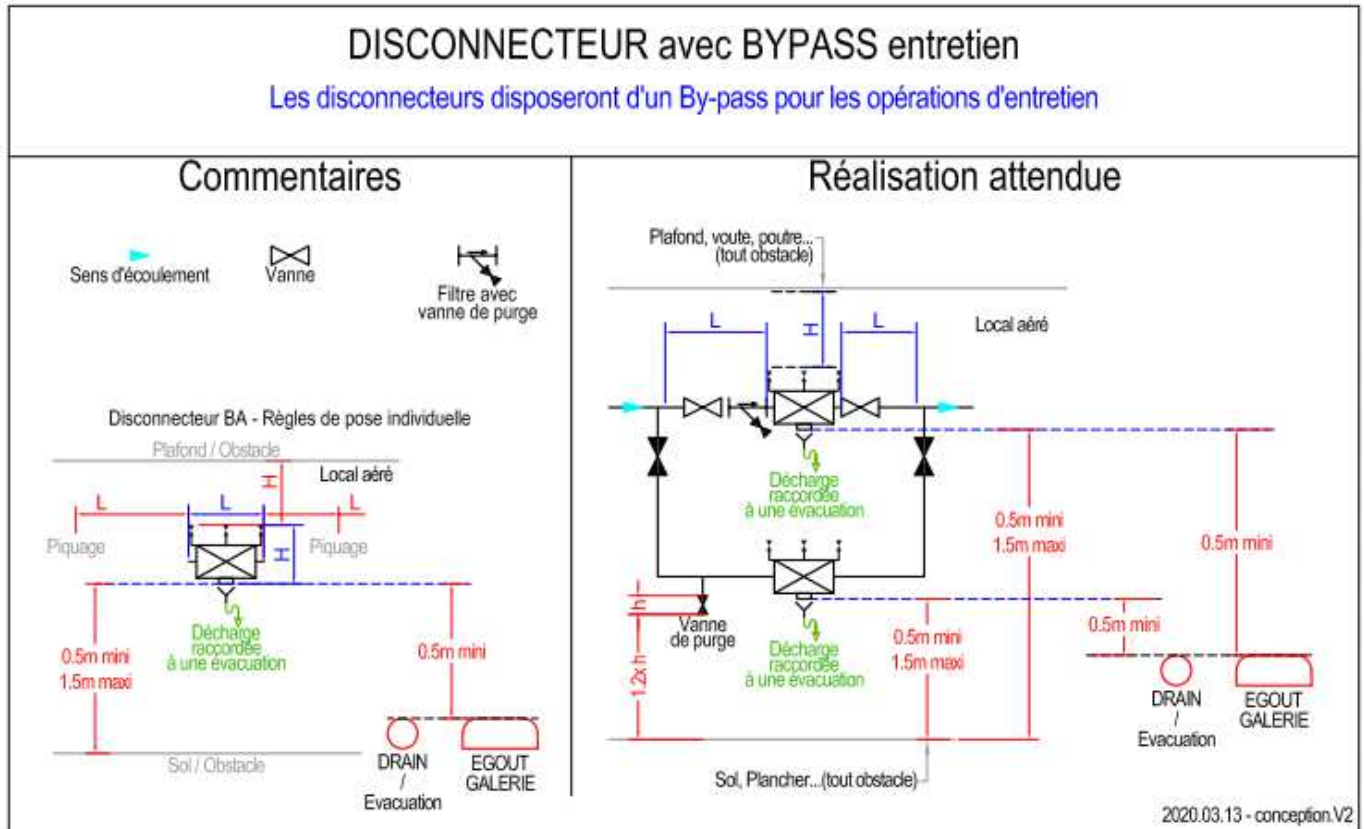 DISCONNECTEUR avec BYPASS entretien
Les disconnecteurs disposeront d'un By-pass pour les opérations d'entretien
Commentaires
Sens d'écoulement
Vanne
Filtre avec
vanne de purge
Disconnecteur BA - Règles de pose individuelle
Plafond / Obstacle
Local aéré
H
L
L
L
Piquage
Piquage
H
Décharge
raccordée
à une évacuation
0.5m mini
1.5m maxi
0.5m mini
Sol / Obstacle
DRAIN
/
Evacuation
EGOUT
GALERIE
Réalisation attendue
Plafond, voute, poutre...
(tout obstacle)
L
H
L
Local aéré
Décharge
raccordée
à une évacuation
0.5m mini
1.5m maxi
0.5m mini
h
Vanne
de purge
1.2x h
Décharge
raccordée
à une évacuation
0.5m mini
1.5m maxi
0.5m mini
DRAIN
/
Evacuation
EGOUT
GALERIE
Sol, Plancher...(tout obstacle)
2020.03.13 - conception.V2